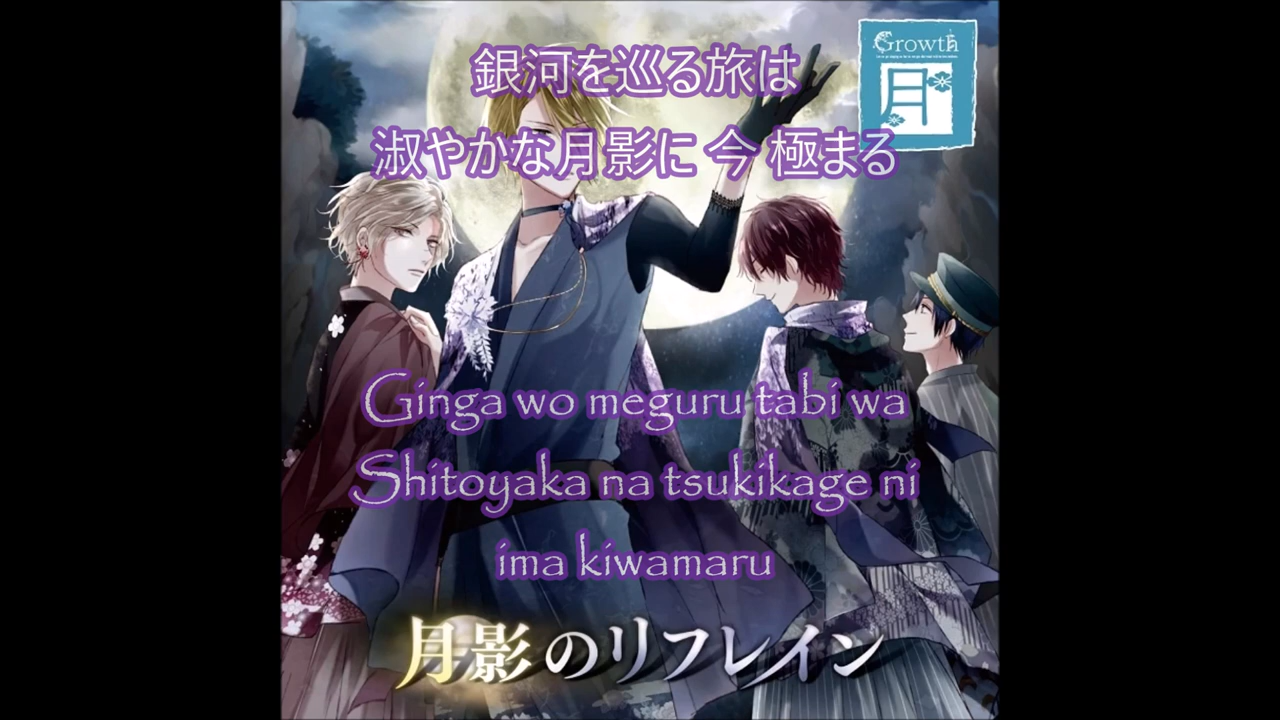 銀河を巡る旅は
淑やかな月影に 今 極まる
Growth
月
Ginga wo meguru tabi wa
Shitoyaka na tsukikage ni
ima kiwamaru
月影のリフレイン